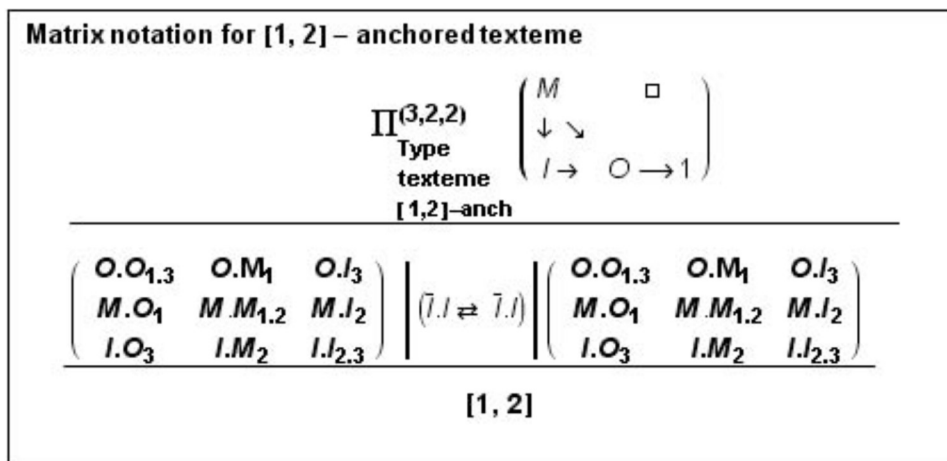 Matrix notation for [1, 2] – anchored texteme
∏(3,2,2) M □
Type ↓ ↘
texteme I → O ⟶ 1
[1,2]–anch
O.O1.3 O.M1 O.I3 O.O1.3 O.M1 O.I3
M.O1 M.M1.2 M.I2 | (i̅.i ⇄ i̅.i) | M.O1 M.M1.2 M.I2
I.O3 I.M2 I.I2.3 I.O3 I.M2 I.I2.3
[1, 2]